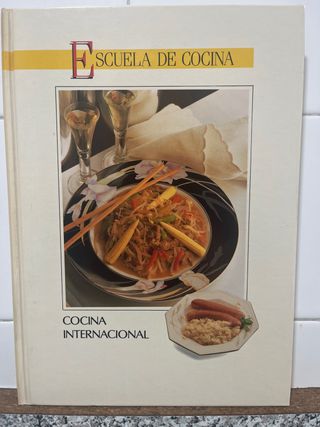 ESCUELA DE COCINA
COCINA
INTERNACIONAL